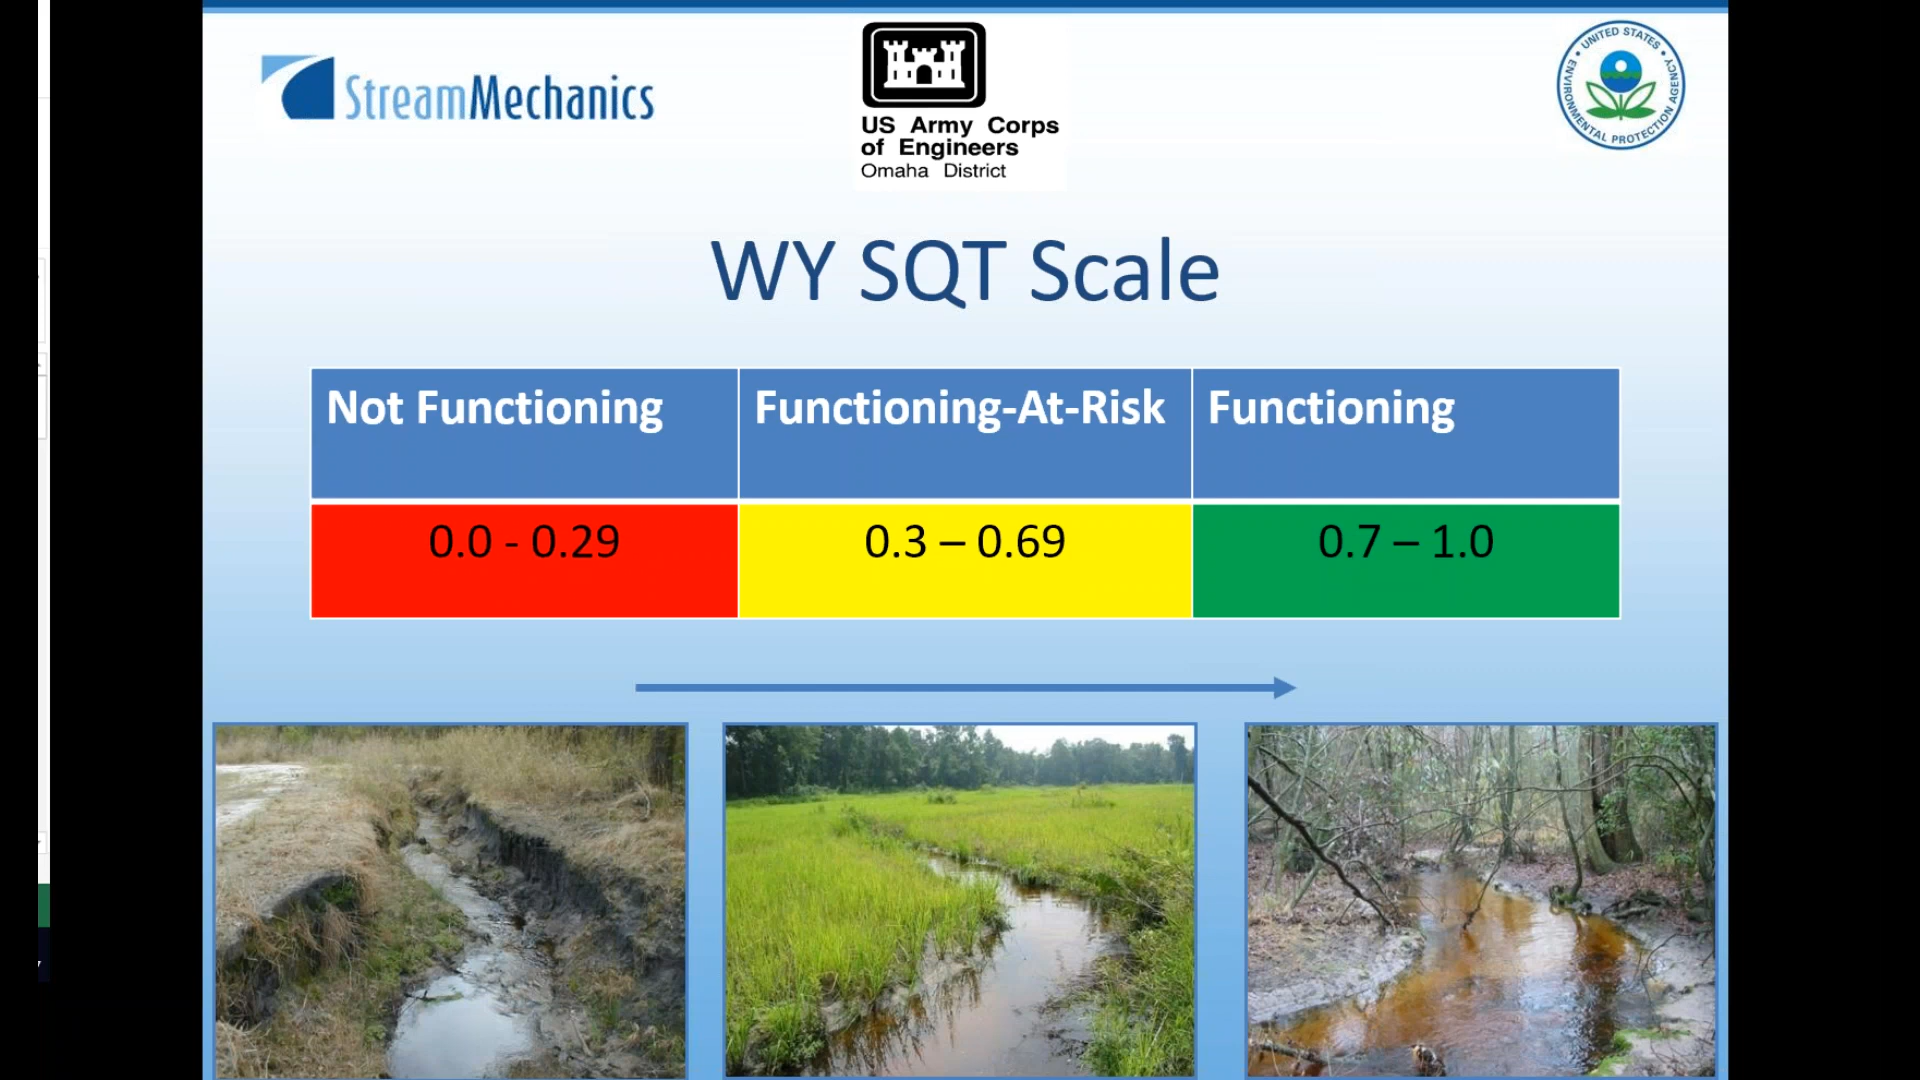 StreamMechanics
US Army Corps
of Engineers
Omaha District
UNITED STATES
ENVIRONMENTAL PROTECTION AGENCY
WY SQT Scale
Not Functioning
Functioning-At-Risk
Functioning
0.0 - 0.29
0.3 – 0.69
0.7 – 1.0